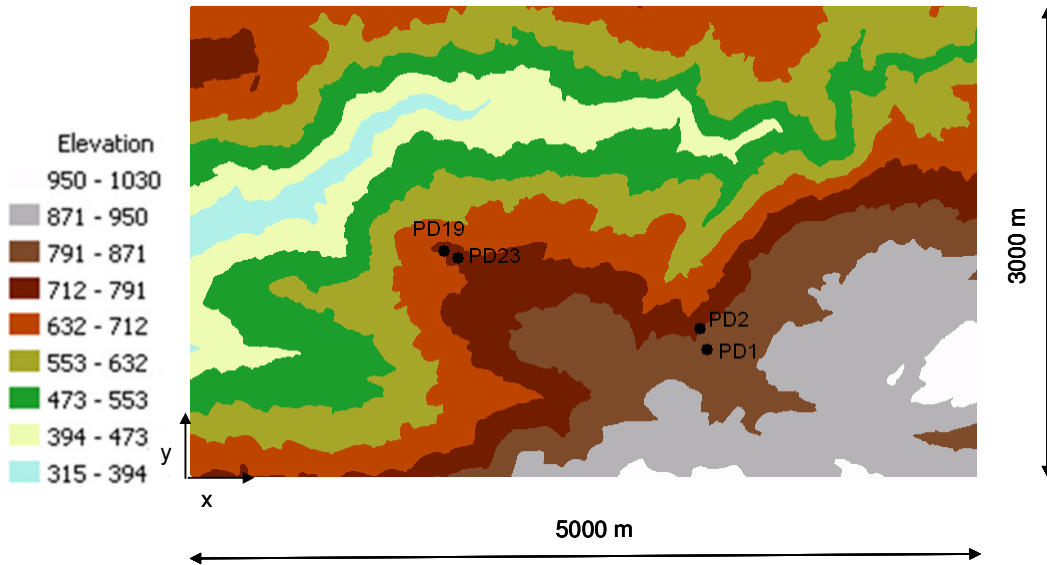 Elevation
950 - 1030
871 - 950
791 - 871
712 - 791
632 - 712
553 - 632
473 - 553
394 - 473
315 - 394
PD19
PD23
PD2
PD1
y
x
3000 m
5000 m